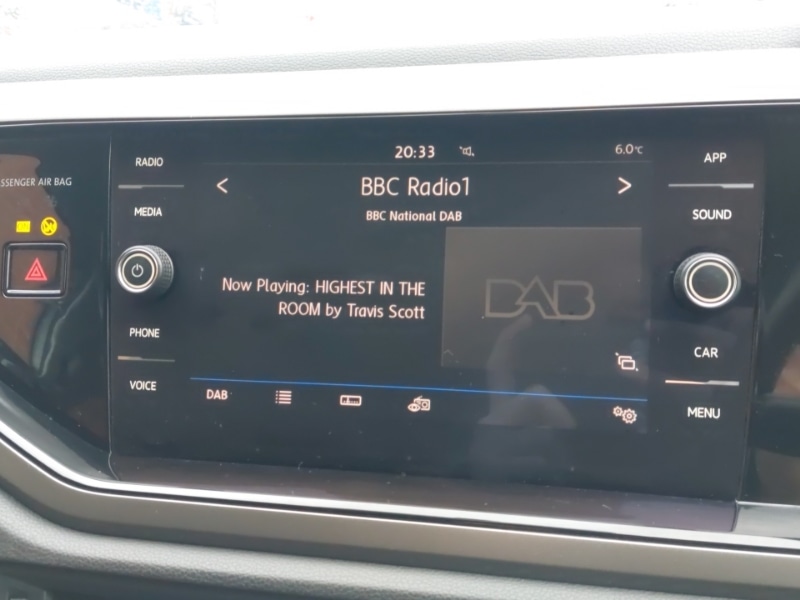 SSENGER AIR BAG
RADIO
MEDIA
PHONE
VOICE
20:33
6.0°C
< BBC Radio1 >
BBC National DAB
Now Playing: HIGHEST IN THE
ROOM by Travis Scott
DAB
DAB
APP
SOUND
CAR
MENU